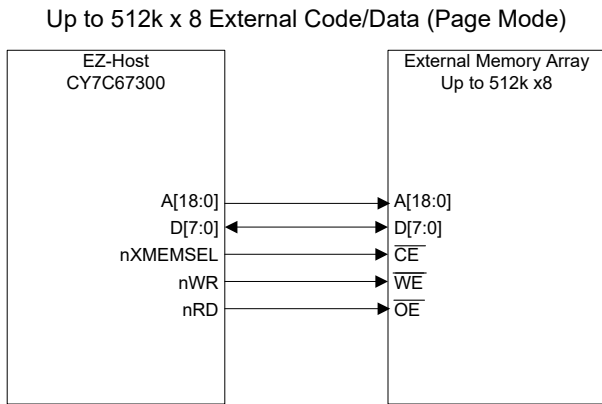 Up to 512k x 8 External Code/Data (Page Mode)
EZ-Host
CY7C67300
External Memory Array
Up to 512k x8
A[18:0]
A[18:0]
D[7:0]
D[7:0]
nXMEMSEL
CE
nWR
WE
nRD
OE